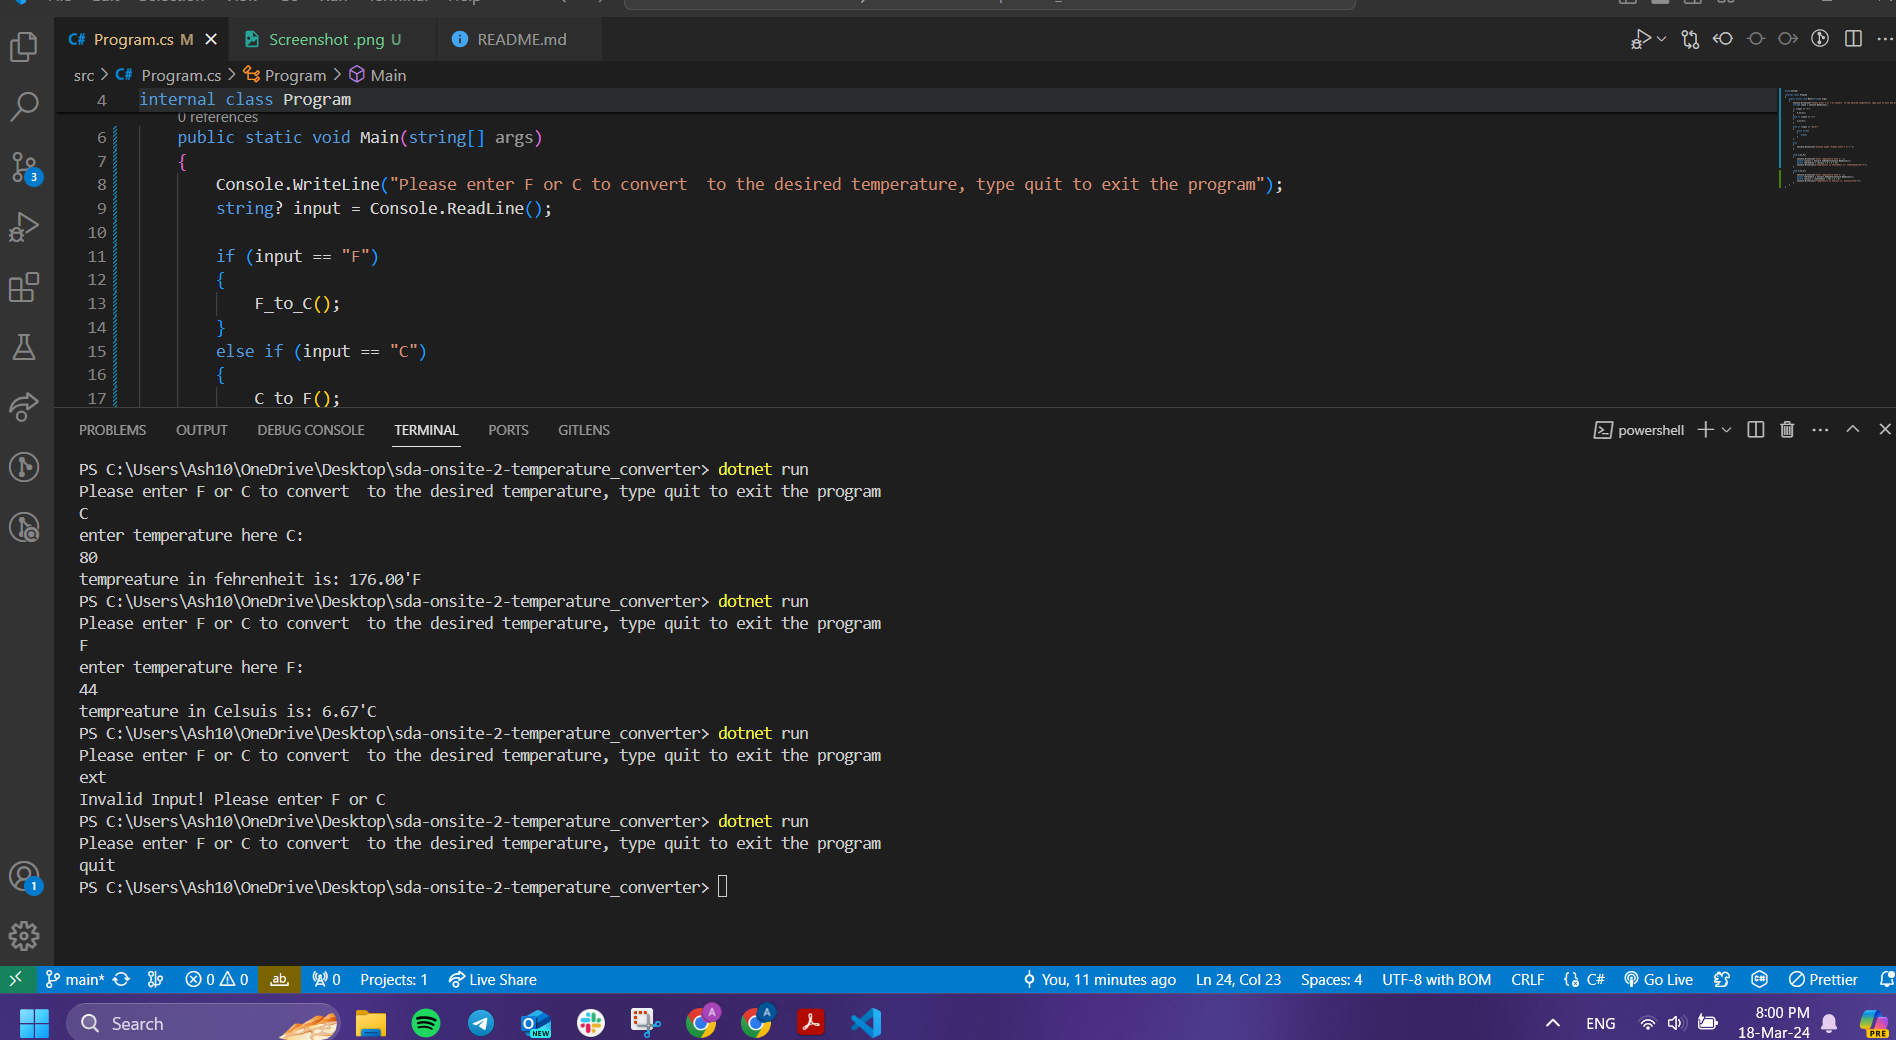 Program.cs M
Screenshot .png U
README.md
src > C# Program.cs > Program > Main
4 internal class Program
0 references
6 public static void Main(string[] args)
7 {
8 Console.WriteLine("Please enter F or C to convert  to the desired temperature, type quit to exit the program");
9 string? input = Console.ReadLine();
10
11 if (input == "F")
12 {
13 F_to_C();
14 }
15 else if (input == "C")
16 {
17 C to F();
PROBLEMS OUTPUT DEBUG CONSOLE TERMINAL PORTS GITLENS
powershell
PS C:\Users\Ash10\OneDrive\Desktop\sda-onsite-2-temperature_converter> dotnet run
Please enter F or C to convert  to the desired temperature, type quit to exit the program
C
enter temperature here C:
80
tempreature in fehrenheit is: 176.00'F
PS C:\Users\Ash10\OneDrive\Desktop\sda-onsite-2-temperature_converter> dotnet run
Please enter F or C to convert  to the desired temperature, type quit to exit the program
F
enter temperature here F:
44
tempreature in Celsuis is: 6.67'C
PS C:\Users\Ash10\OneDrive\Desktop\sda-onsite-2-temperature_converter> dotnet run
Please enter F or C to convert  to the desired temperature, type quit to exit the program
ext
Invalid Input! Please enter F or C
PS C:\Users\Ash10\OneDrive\Desktop\sda-onsite-2-temperature_converter> dotnet run
Please enter F or C to convert  to the desired temperature, type quit to exit the program
quit
PS C:\Users\Ash10\OneDrive\Desktop\sda-onsite-2-temperature_converter>
3
1
main* 0 0 ab 0 Projects: 1 Live Share You, 11 minutes ago Ln 24, Col 23 Spaces: 4 UTF-8 with BOM CRLF C# Go Live Prettier
Search
NEW
A
A
ENG
8:00 PM
18-Mar-24
PRE